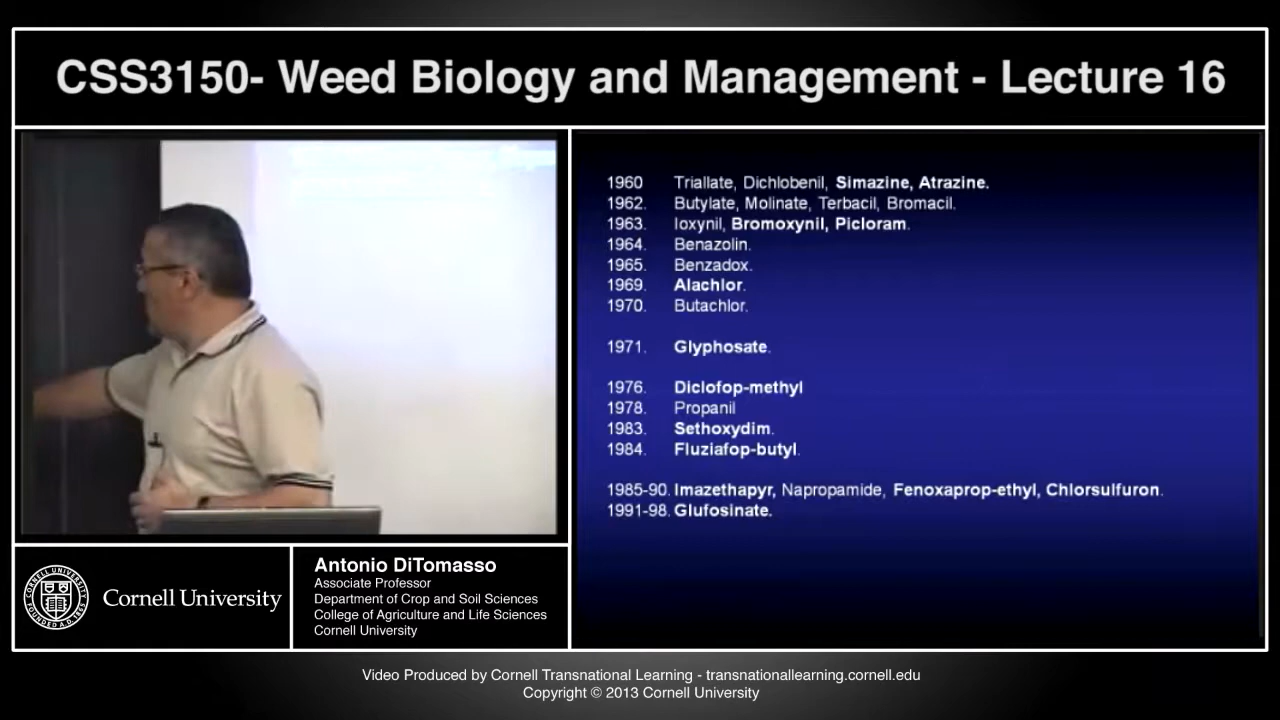 CSS3150- Weed Biology and Management - Lecture 16
1960 Triallate, Dichlobenil, Simazine, Atrazine.
1962. Butylate, Molinate, Terbacil, Bromacil.
1963. Ioxynil, Bromoxynil, Picloram.
1964. Benazolin.
1965. Benzadox.
1969. Alachlor.
1970. Butachlor.
1971. Glyphosate.
1976. Diclofop-methyl
1978. Propanil
1983. Sethoxydim.
1984. Fluziafop-butyl.
1985-90. Imazethapyr, Napropamide, Fenoxaprop-ethyl, Chlorsulfuron.
1991-98. Glufosinate.
Cornell University
Antonio DiTomasso
Associate Professor
Department of Crop and Soil Sciences
College of Agriculture and Life Sciences
Cornell University
Video Produced by Cornell Transnational Learning - transnationallearning.cornell.edu
Copyright © 2013 Cornell University